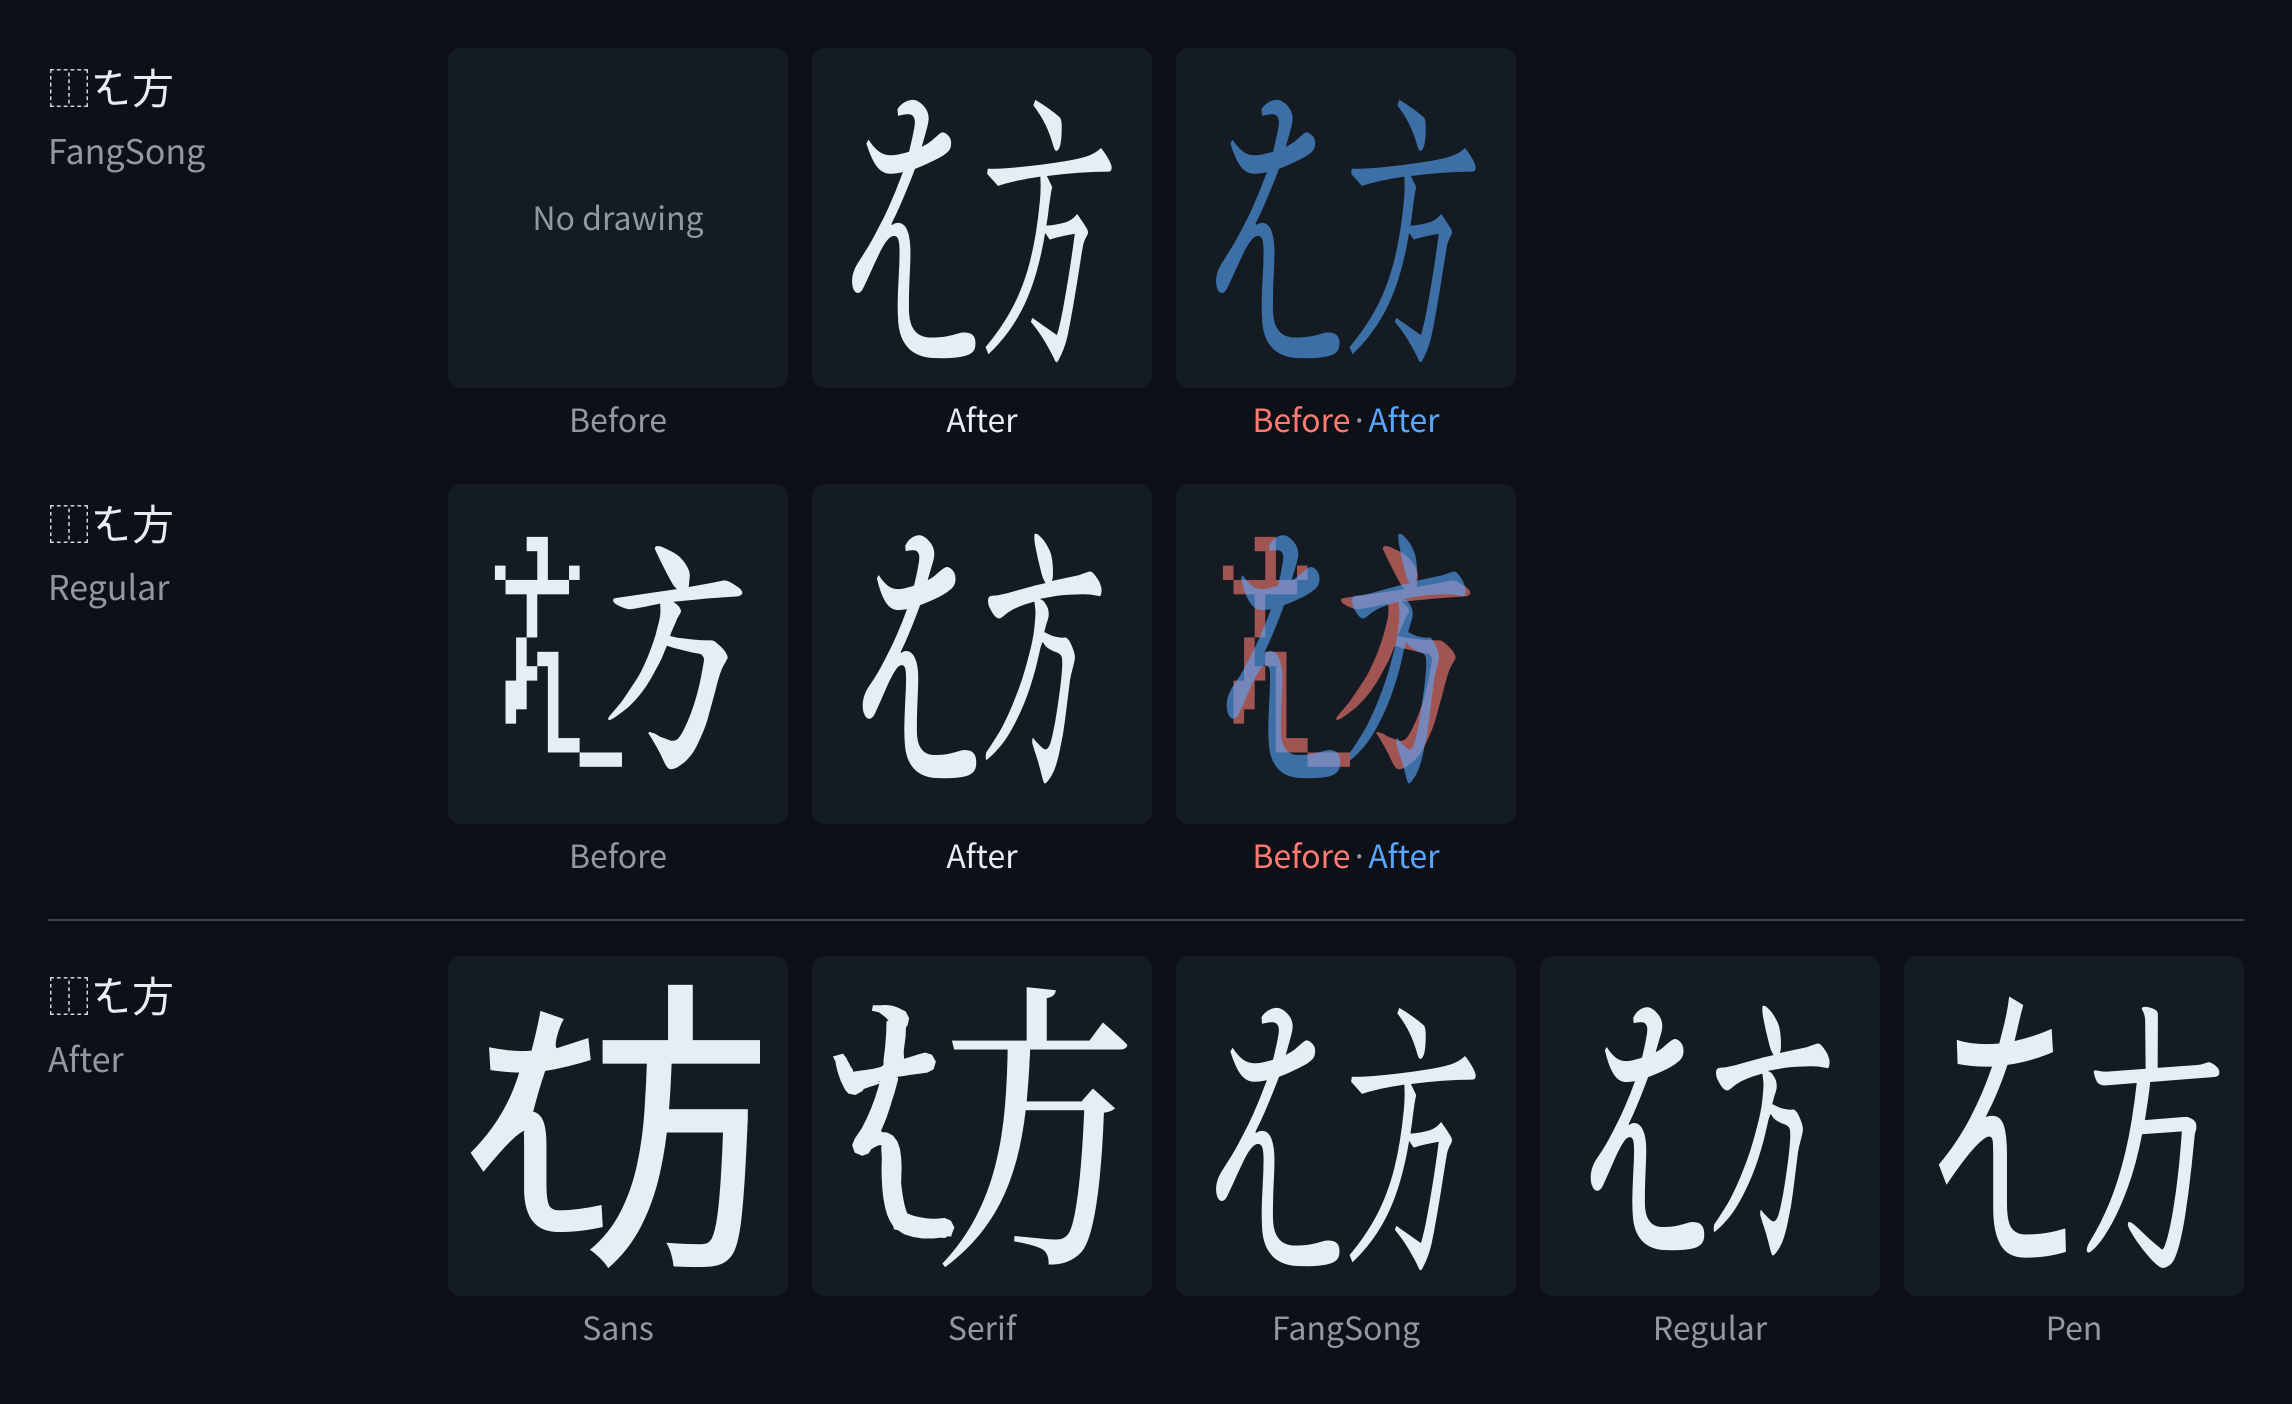 ⿰方
FangSong
No drawing
Before
After
Before·After
⿰方
Regular
Before
After
Before·After
⿰方
After
Sans
Serif
FangSong
Regular
Pen